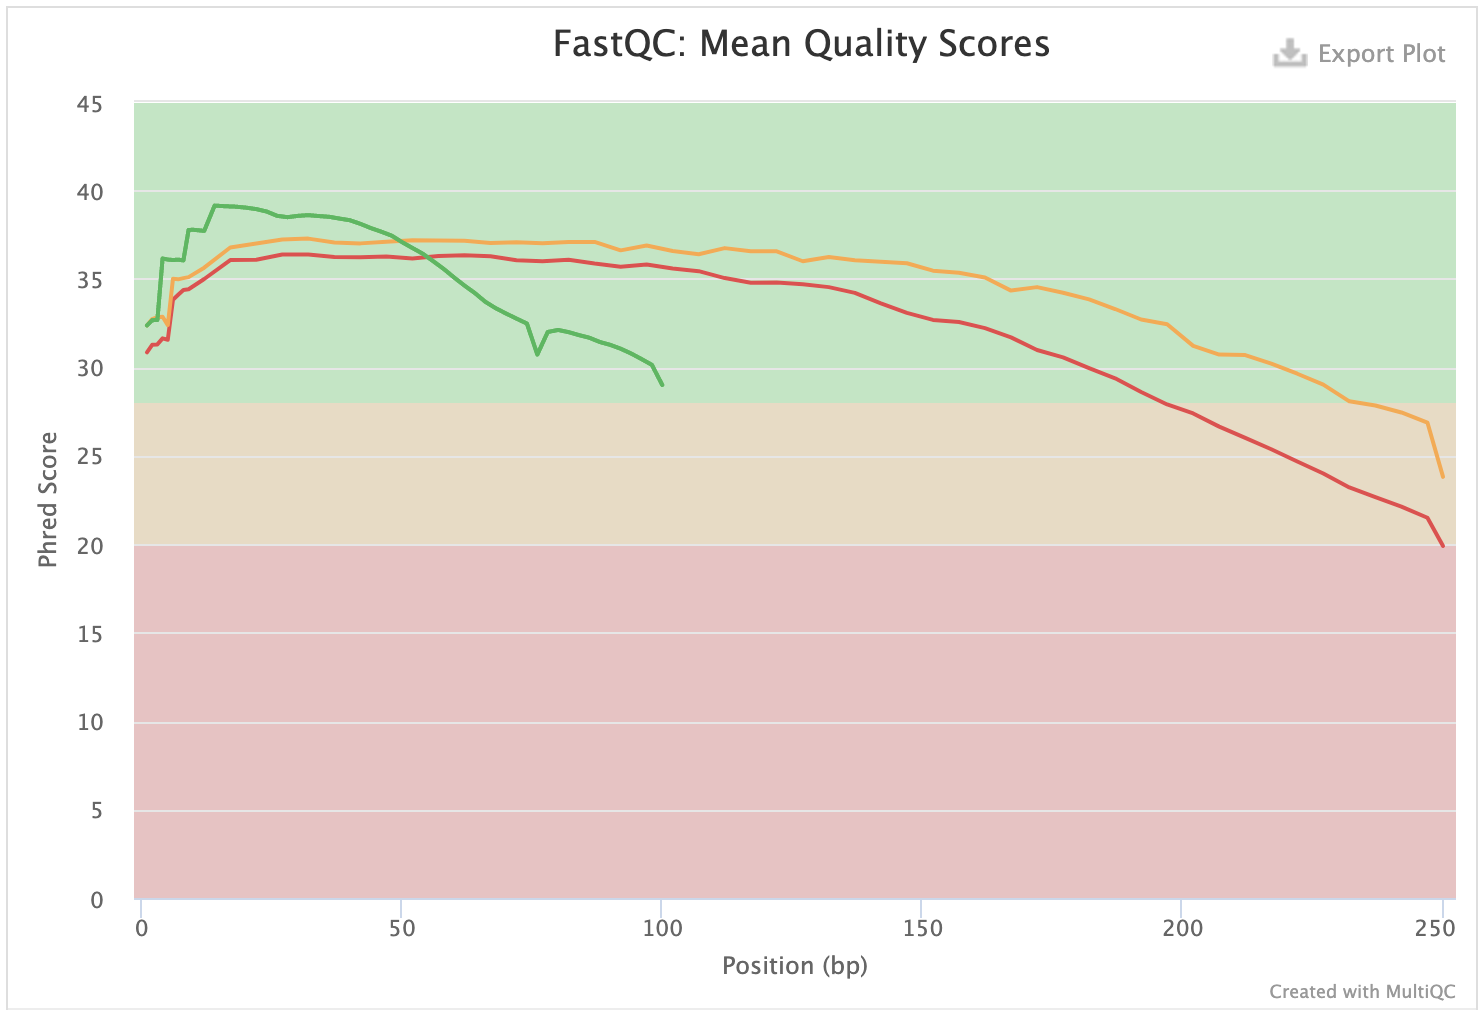 FastQC: Mean Quality Scores
Export Plot
45
40
35
30
25
20
15
10
5
0
Phred Score
0 50 100 150 200 250
Position (bp)
Created with MultiQC